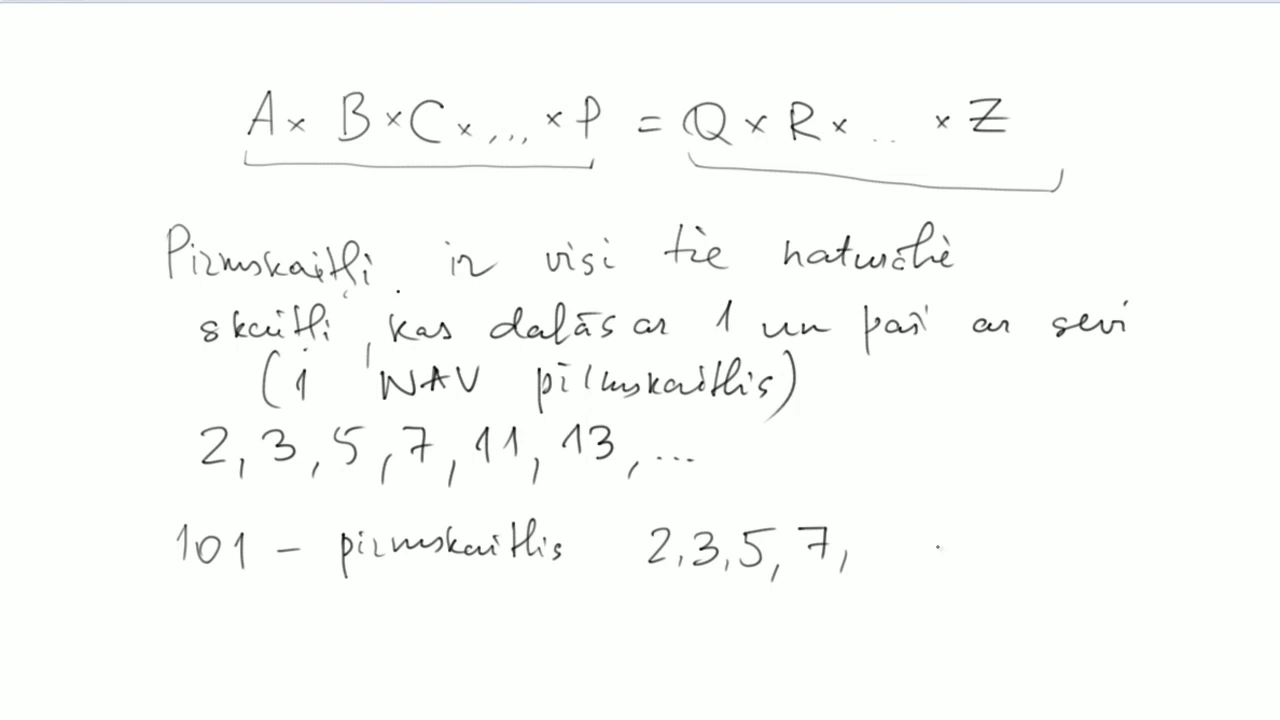 A × B × C × ... × P = Q × R × ... × Z
Pirmskaitļi ir visi tie naturālie
skaitļi, kas dalās ar 1 un paši ar sevi
(1 NAV pirmskaitlis)
2, 3, 5, 7, 11, 13, ...
101 – pirmskaitlis 2, 3, 5, 7,